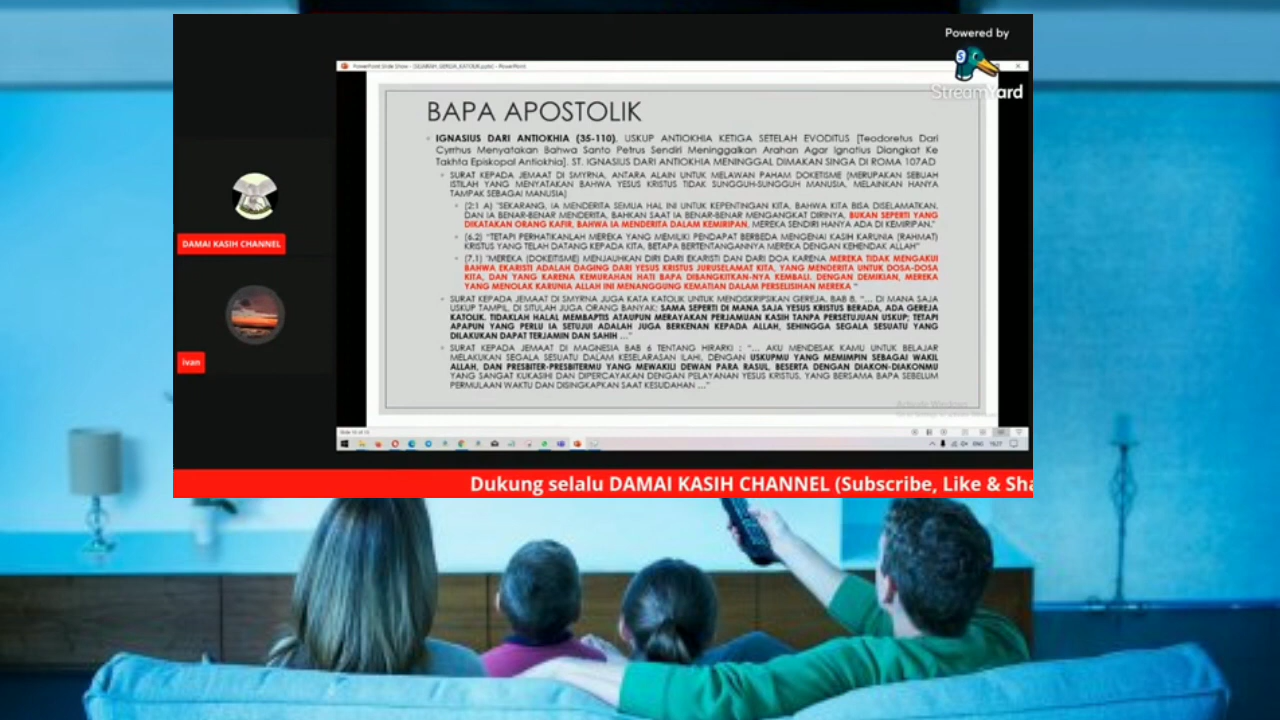 Powered by
StreamYard
PowerPoint Slide Show - [SEJARAH_GEREJA_KATOLIK.pptx] - PowerPoint
BAPA APOSTOLIK
IGNASIUS DARI ANTIOKHIA (35-110), USKUP ANTIOKHIA KETIGA SETELAH EVODITUS [Teodoretus Dari
Cyrrhus Menyatakan Bahwa Santo Petrus Sendiri Meninggalkan Arahan Agar Ignatius Diangkat Ke
Takhta Episkopal Antiokhia]. ST. IGNASIUS DARI ANTIOKHIA MENINGGAL DIMAKAN SINGA DI ROMA 107AD
SURAT KEPADA JEMAAT DI SMYRNA, ANTARA ALAIN UNTUK MELAWAN PAHAM DOKETISME (MERUPAKAN SEBUAH
ISTILAH YANG MENYATAKAN BAHWA YESUS KRISTUS TIDAK SUNGGUH-SUNGGUH MANUSIA, MELAINKAN HANYA
TAMPAK SEBAGAI MANUSIA)
(2:1 A) "SEKARANG, IA MENDERITA SEMUA HAL INI UNTUK KEPENTINGAN KITA, BAHWA KITA BISA DISELAMATKAN.
DAN IA BENAR-BENAR MENDERITA, BAHKAN SAAT IA BENAR-BENAR MENGANGKAT DIRINYA, BUKAN SEPERTI YANG
DIKATAKAN ORANG KAFIR, BAHWA IA MENDERITA DALAM KEMIRIPAN, MEREKA SENDIRI HANYA ADA DI KEMIRIPAN."
(6.2) "TETAPI PERHATIKANLAH MEREKA YANG MEMILIKI PENDAPAT BERBEDA MENGENAI KASIH KARUNIA (RAHMAT)
KRISTUS YANG TELAH DATANG KEPADA KITA, BETAPA BERTENTANGANNYA MEREKA DENGAN KEHENDAK ALLAH"
(7.1) "MEREKA (DOKEITISME) MENJAUHKAN DIRI DARI EKARISTI DAN DARI DOA KARENA MEREKA TIDAK MENGAKUI
BAHWA EKARISTI ADALAH DAGING DARI YESUS KRISTUS JURUSELAMAT KITA, YANG MENDERITA UNTUK DOSA-DOSA
KITA, DAN YANG KARENA KEMURAHAN HATI BAPA DIBANGKITKAN-NYA KEMBALI. DENGAN DEMIKIAN, MEREKA
YANG MENOLAK KARUNIA ALLAH INI MENANGGUNG KEMATIAN DALAM PERSELISIHAN MEREKA "
SURAT KEPADA JEMAAT DI SMYRNA JUGA KATA KATOLIK UNTUK MENDISKRIPSIKAN GEREJA. BAB 8, "... DI MANA SAJA
USKUP TAMPIL, DI SITULAH JUGA ORANG BANYAK; SAMA SEPERTI DI MANA SAJA YESUS KRISTUS BERADA, ADA GEREJA
KATOLIK. TIDAKLAH HALAL MEMBAPTIS ATAUPUN MERAYAKAN PERJAMUAN KASIH TANPA PERSETUJUAN USKUP; TETAPI
APAPUN YANG PERLU IA SETUJUI ADALAH JUGA BERKENAN KEPADA ALLAH, SEHINGGA SEGALA SESUATU YANG
DILAKUKAN DAPAT TERJAMIN DAN SAHIH ..."
SURAT KEPADA JEMAAT DI MAGNESIA BAB 6 TENTANG HIRARKI : "... AKU MENDESAK KAMU UNTUK BELAJAR
MELAKUKAN SEGALA SESUATU DALAM KESELARASAN ILAHI, DENGAN USKUPMU YANG MEMIMPIN SEBAGAI WAKIL
ALLAH, DAN PRESBITER-PRESBITERMU YANG MEWAKILI DEWAN PARA RASUL, BESERTA DENGAN DIAKON-DIAKONMU
YANG SANGAT KUKASIHI DAN DIPERCAYAKAN DENGAN PELAYANAN YESUS KRISTUS, YANG BERSAMA BAPA SEBELUM
PERMULAAN WAKTU DAN DISINGKAPKAN SAAT KESUDAHAN ..."
DAMAI KASIH CHANNEL
ivan
Activate Windows
ENG
Dukung selalu DAMAI KASIH CHANNEL (Subscribe, Like & Sha